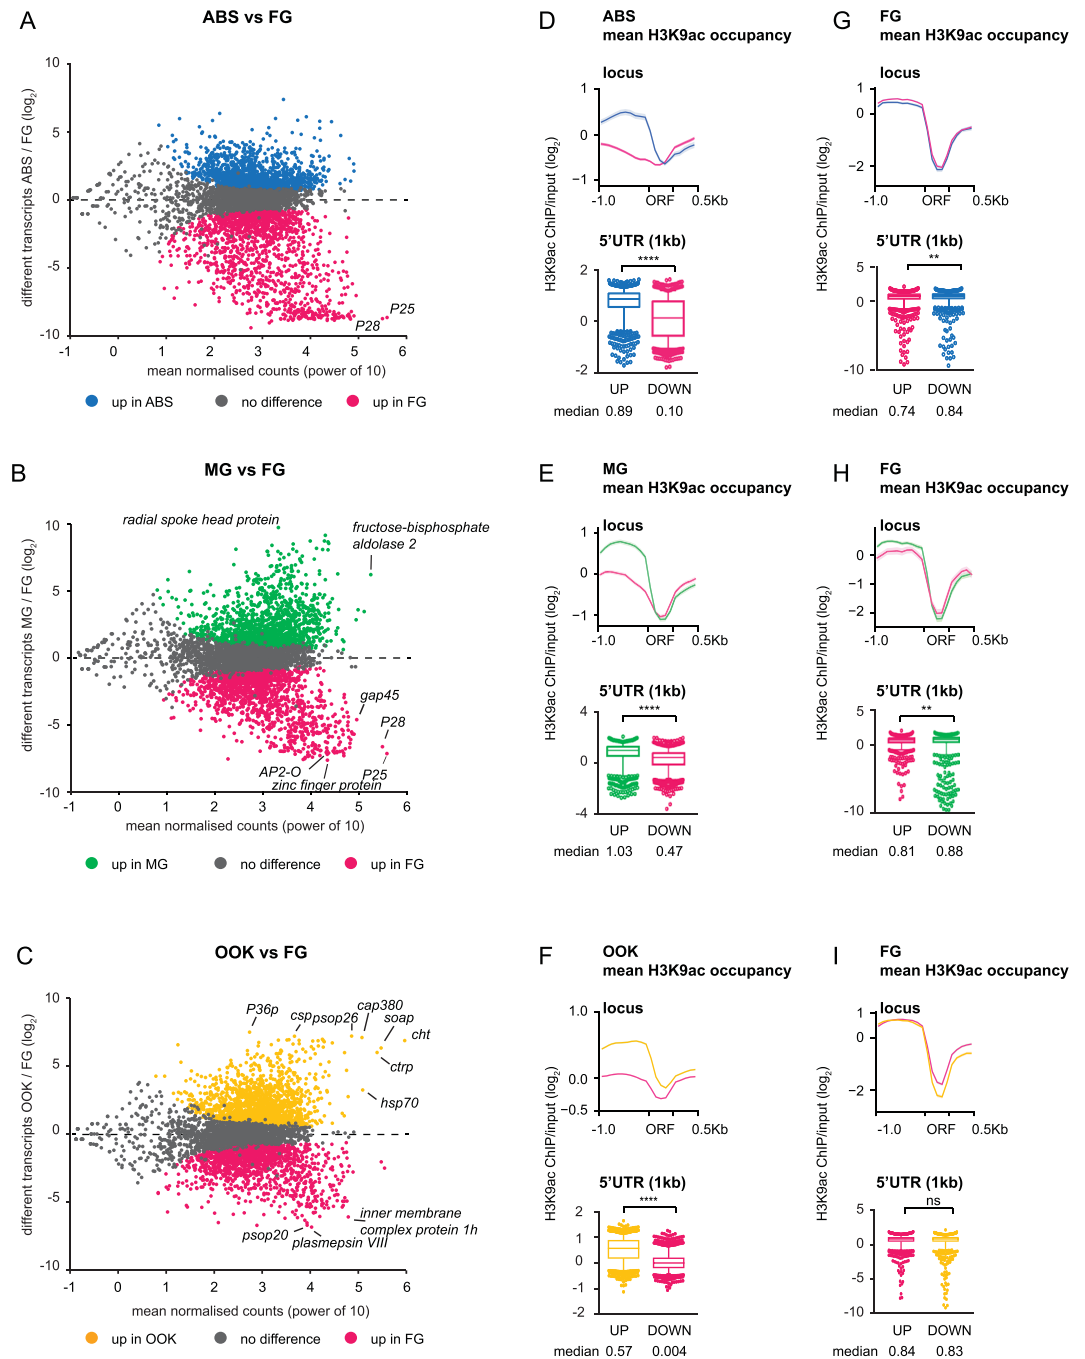 A
ABS vs FG
different transcripts ABS / FG (log2)
10
5
0
-5
-10
-1 0 1 2 3 4 5 6
P25
P28
mean normalised counts (power of 10)
up in ABS no difference up in FG
D
ABS
mean H3K9ac occupancy
H3K9ac ChIP/input (log2)
locus
1
0
−1
-1.0 ORF 0.5Kb
5'UTR (1kb)
****
2
0
-2
UP DOWN
median 0.89 0.10
G
FG
mean H3K9ac occupancy
H3K9ac ChIP/input (log2)
locus
1
0
−2
-1.0 ORF 0.5Kb
5'UTR (1kb)
**
5
0
-10
UP DOWN
median 0.74 0.84
B
MG vs FG
different transcripts MG / FG (log2)
10
5
0
-5
-10
-1 0 1 2 3 4 5 6
radial spoke head protein
fructose-bisphosphate
aldolase 2
gap45
P28
AP2-O
P25
zinc finger protein
mean normalised counts (power of 10)
up in MG no difference up in FG
E
MG
mean H3K9ac occupancy
H3K9ac ChIP/input (log2)
locus
1
0
−1
-1.0 ORF 0.5Kb
5'UTR (1kb)
****
4
0
-4
UP DOWN
median 1.03 0.47
H
FG
mean H3K9ac occupancy
H3K9ac ChIP/input (log2)
locus
1
0
−1
−2
-1.0 ORF 0.5Kb
5'UTR (1kb)
**
5
0
-10
UP DOWN
median 0.81 0.88
C
OOK vs FG
different transcripts OOK / FG (log2)
10
5
0
-5
-10
-1 0 1 2 3 4 5 6
P36p
csp
psop26
cap380
soap
cht
ctrp
hsp70
inner membrane
complex protein 1h
psop20
plasmepsin VIII
mean normalised counts (power of 10)
up in OOK no difference up in FG
F
OOK
mean H3K9ac occupancy
H3K9ac ChIP/input (log2)
locus
1.0
0.0
−0.5
-1.0 ORF 0.5Kb
5'UTR (1kb)
****
2
1
0
-1
-2
UP DOWN
median 0.57 0.004
I
FG
mean H3K9ac occupancy
H3K9ac ChIP/input (log2)
locus
1
0
−2
-1.0 ORF 0.5Kb
5'UTR (1kb)
ns
5
0
-5
-10
UP DOWN
median 0.84 0.83